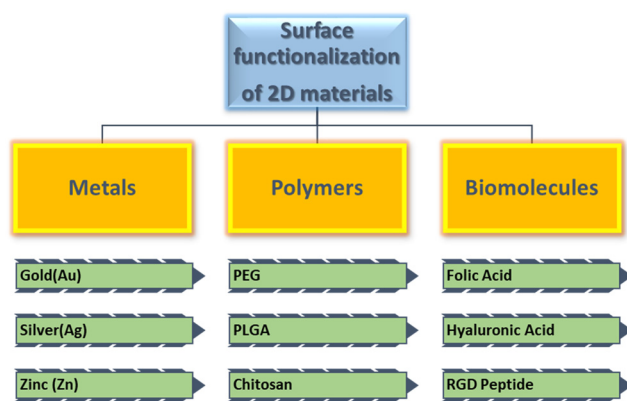 Surface
functionalization
of 2D materials
Metals
Polymers
Biomolecules
Gold(Au)
PEG
Folic Acid
Silver(Ag)
PLGA
Hyaluronic Acid
Zinc (Zn)
Chitosan
RGD Peptide